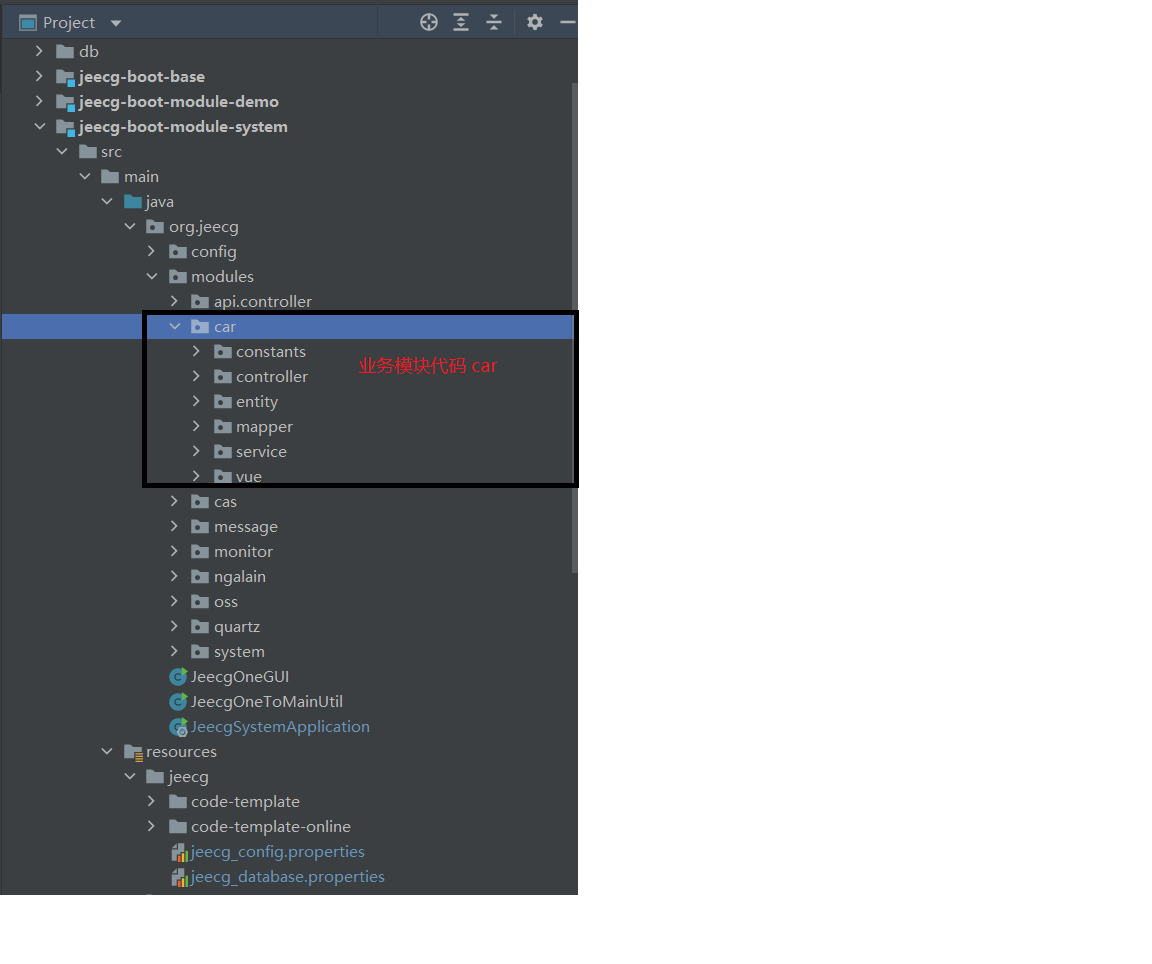 Project
db
jeecg-boot-base
jeecg-boot-module-demo
jeecg-boot-module-system
src
main
java
org.jeecg
config
modules
api.controller
car
constants
业务模块代码 car
controller
entity
mapper
service
vue
cas
message
monitor
ngalain
oss
quartz
system
JeecgOneGUI
JeecgOneToMainUtil
JeecgSystemApplication
resources
jeecg
code-template
code-template-online
jeecg_config.properties
jeecg_database.properties